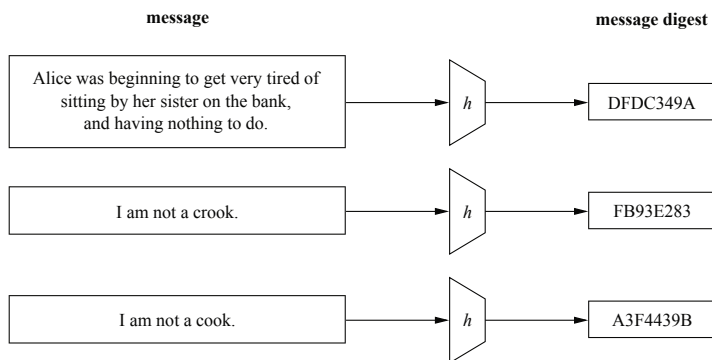 message
message digest
Alice was beginning to get very tired of
sitting by her sister on the bank,
and having nothing to do.
h
DFDC349A
I am not a crook.
h
FB93E283
I am not a cook.
h
A3F4439B